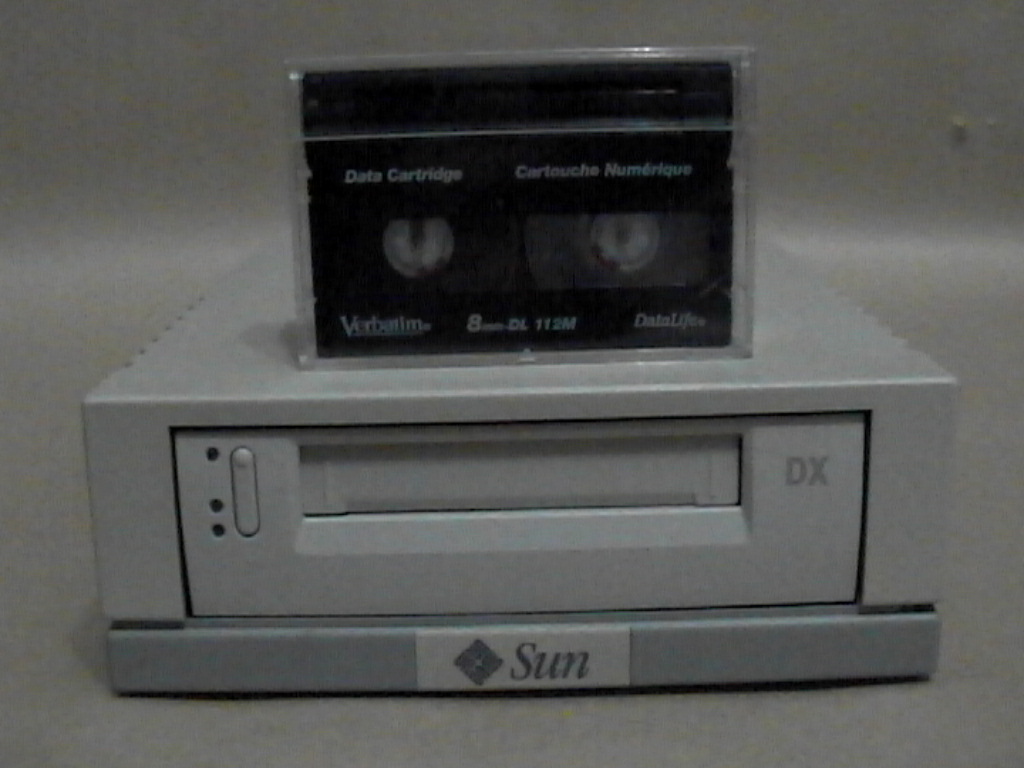 Data Cartridge Cartouche Numérique
Verbatim® 8mm-DL 112M DataLife®
DX
Sun